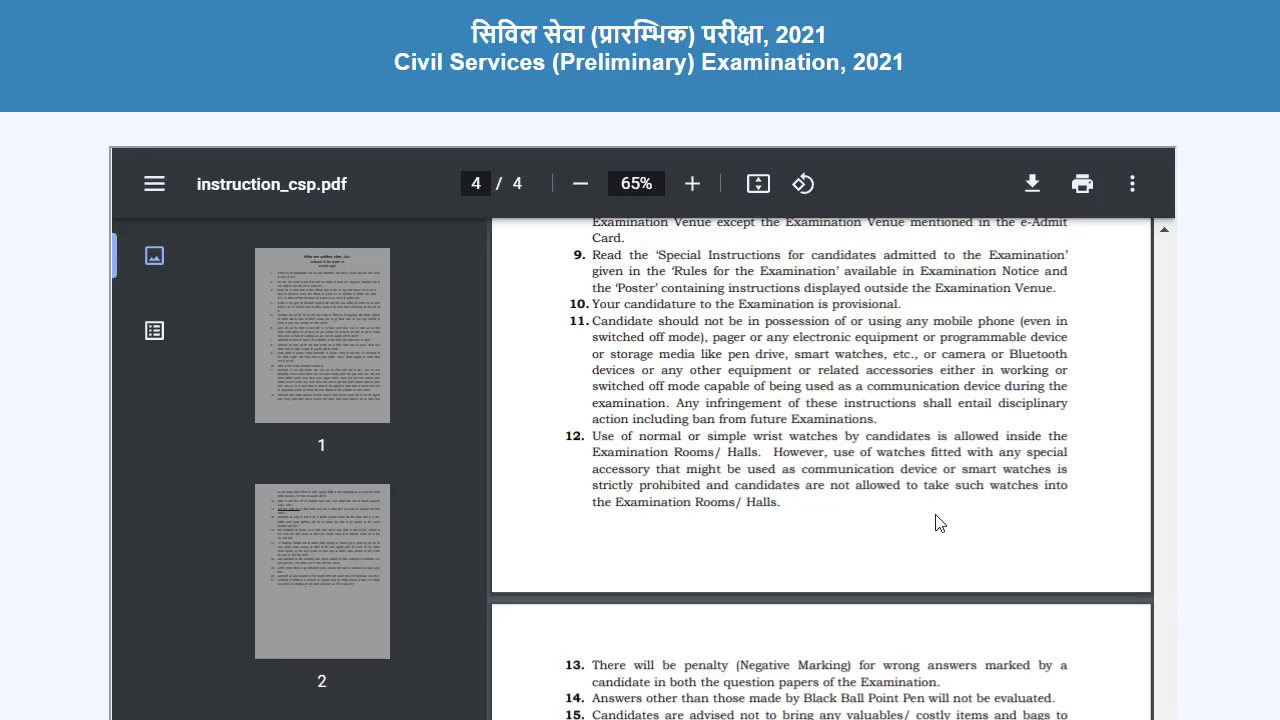 सिविल सेवा (प्रारम्भिक) परीक्षा, 2021
Civil Services (Preliminary) Examination, 2021
instruction_csp.pdf
4 / 4
65%
1
2
Examination Venue except the Examination Venue mentioned in the e-Admit
Card.
9. Read the ‘Special Instructions for candidates admitted to the Examination’
given in the ‘Rules for the Examination’ available in Examination Notice and
the ‘Poster’ containing instructions displayed outside the Examination Venue.
10. Your candidature to the Examination is provisional.
11. Candidate should not be in possession of or using any mobile phone (even in
switched off mode), pager or any electronic equipment or programmable device
or storage media like pen drive, smart watches, etc., or camera or Bluetooth
devices or any other equipment or related accessories either in working or
switched off mode capable of being used as a communication device during the
examination. Any infringement of these instructions shall entail disciplinary
action including ban from future Examinations.
12. Use of normal or simple wrist watches by candidates is allowed inside the
Examination Rooms/ Halls. However, use of watches fitted with any special
accessory that might be used as communication device or smart watches is
strictly prohibited and candidates are not allowed to take such watches into
the Examination Rooms/ Halls.
13. There will be penalty (Negative Marking) for wrong answers marked by a
candidate in both the question papers of the Examination.
14. Answers other than those made by Black Ball Point Pen will not be evaluated.
15. Candidates are advised not to bring any valuables/ costly items and bags to